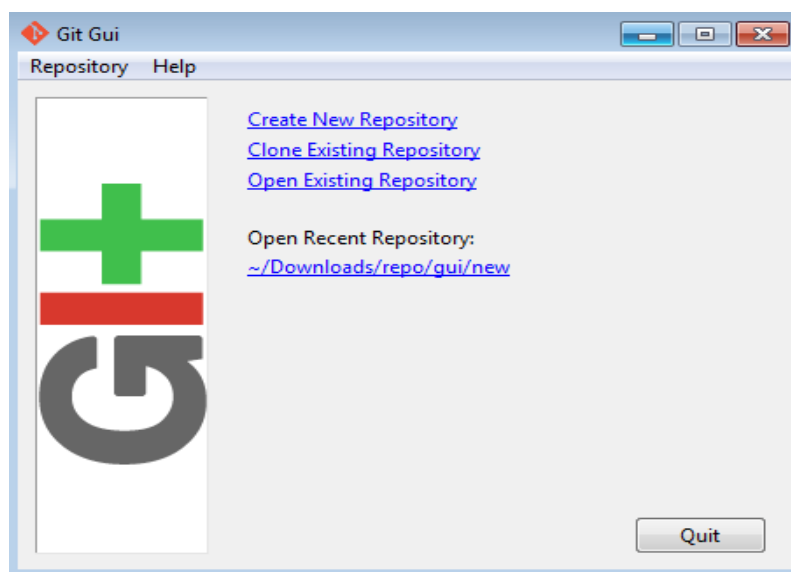 Git Gui
Repository Help
Create New Repository
Clone Existing Repository
Open Existing Repository
Open Recent Repository:
~/Downloads/repo/gui/new
GIt
Quit